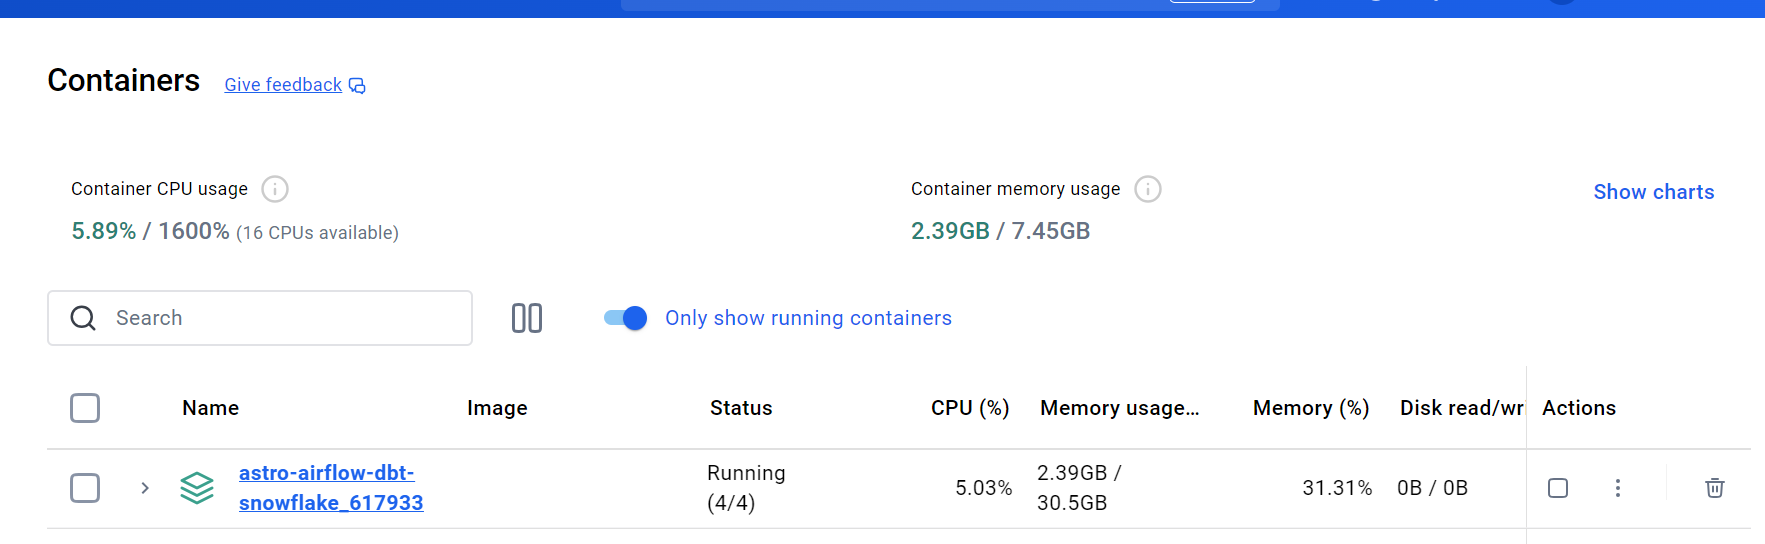 Containers Give feedback
Container CPU usage
5.89% / 1600% (16 CPUs available)
Container memory usage
2.39GB / 7.45GB
Show charts
Search
Only show running containers
Name Image Status CPU (%) Memory usage... Memory (%) Disk read/wr Actions
astro-airflow-dbt-
snowflake_617933
Running
(4/4)
5.03%
2.39GB /
30.5GB
31.31%
0B / 0B